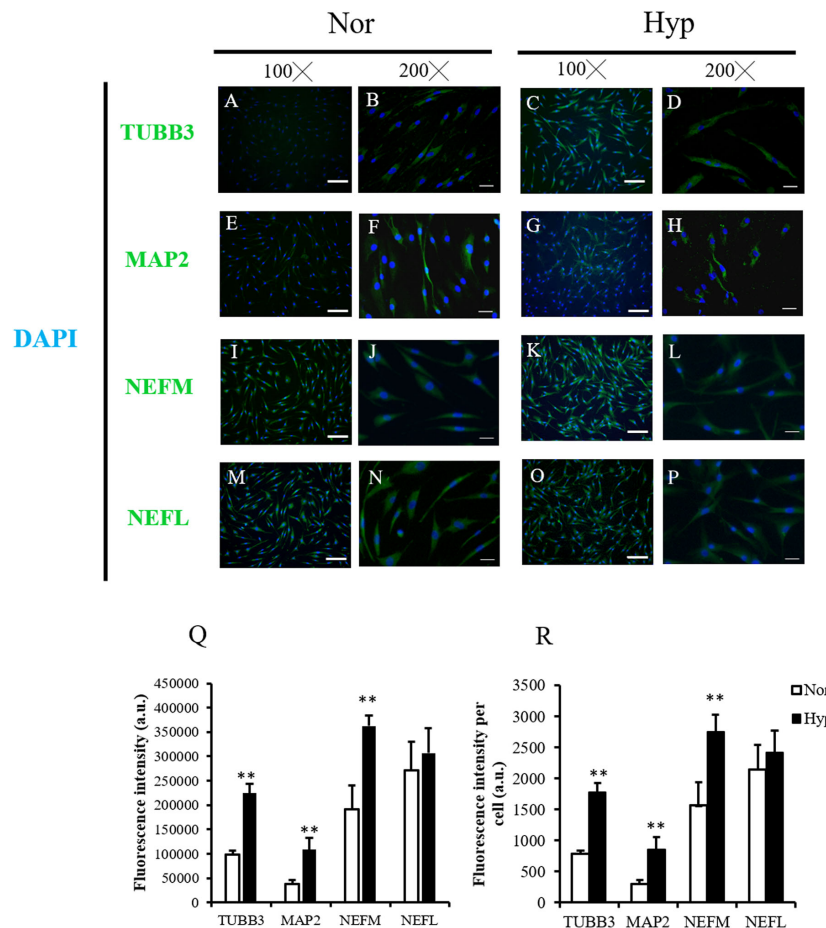 Nor Hyp
100× 200× 100× 200×
TUBB3 A B C D
MAP2 E F G H
DAPI
NEFM I J K L
NEFL M N O P
Q R
Fluorescence intensity (a.u.)
450000
400000
350000
300000
250000
200000
150000
100000
50000
0
** ** **
TUBB3 MAP2 NEFM NEFL
Fluorescence intensity per
cell (a.u.)
3500
3000
2500
2000
1500
1000
500
0
** ** **
TUBB3 MAP2 NEFM NEFL
Nor
Hyp